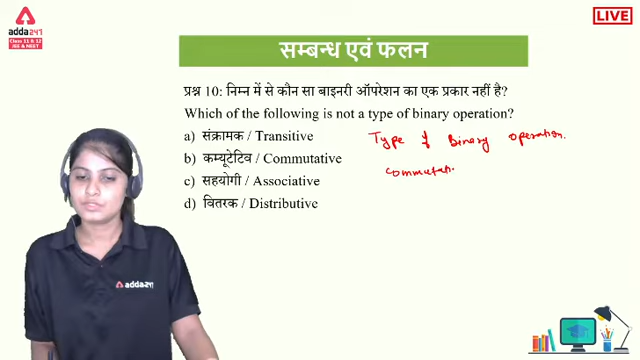 adda247
Class 11 & 12
JEE & NEET
LIVE
सम्बन्ध एवं फलन
प्रश्न 10: निम्न में से कौन सा बाइनरी ऑपरेशन का एक प्रकार नहीं है?
Which of the following is not a type of binary operation?
a) संक्रामक / Transitive
b) कम्यूटेटिव / Commutative
c) सहयोगी / Associative
d) वितरक / Distributive
Type of Binary operation.
commutati
adda247